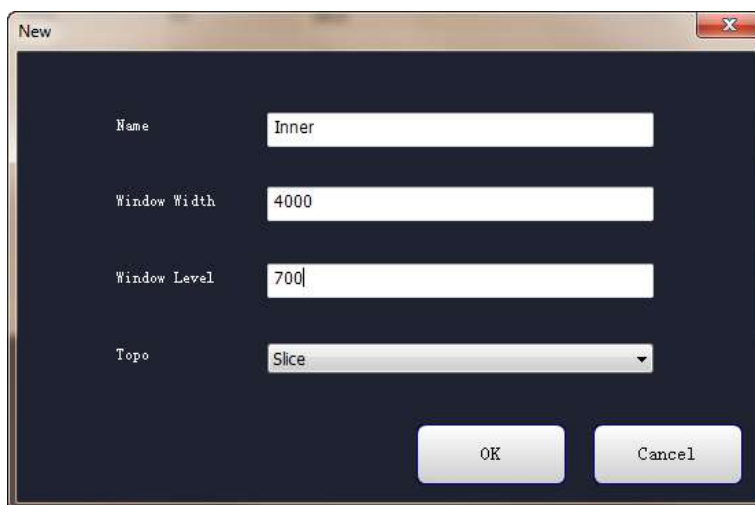 New
Name
Inner
Window Width
4000
Window Level
700
Topo
Slice
OK
Cancel